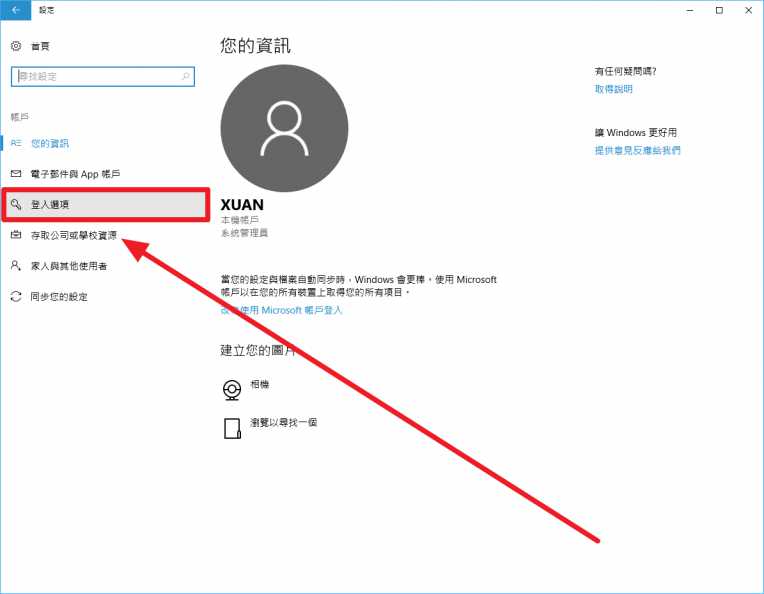 設定
首頁
尋找設定
帳戶
您的資訊
電子郵件與 App 帳戶
登入選項
存取公司或學校資源
家人與其他使用者
同步您的設定
您的資訊
XUAN
本機帳戶
系統管理員
當您的設定與檔案自動同步時，Windows 會更棒。使用 Microsoft
帳戶以在您的所有裝置上取得您的所有項目。
改為使用 Microsoft 帳戶登入
建立您的圖片
相機
瀏覽以尋找一個
有任何疑問嗎?
取得說明
讓 Windows 更好用
提供意見反應給我們